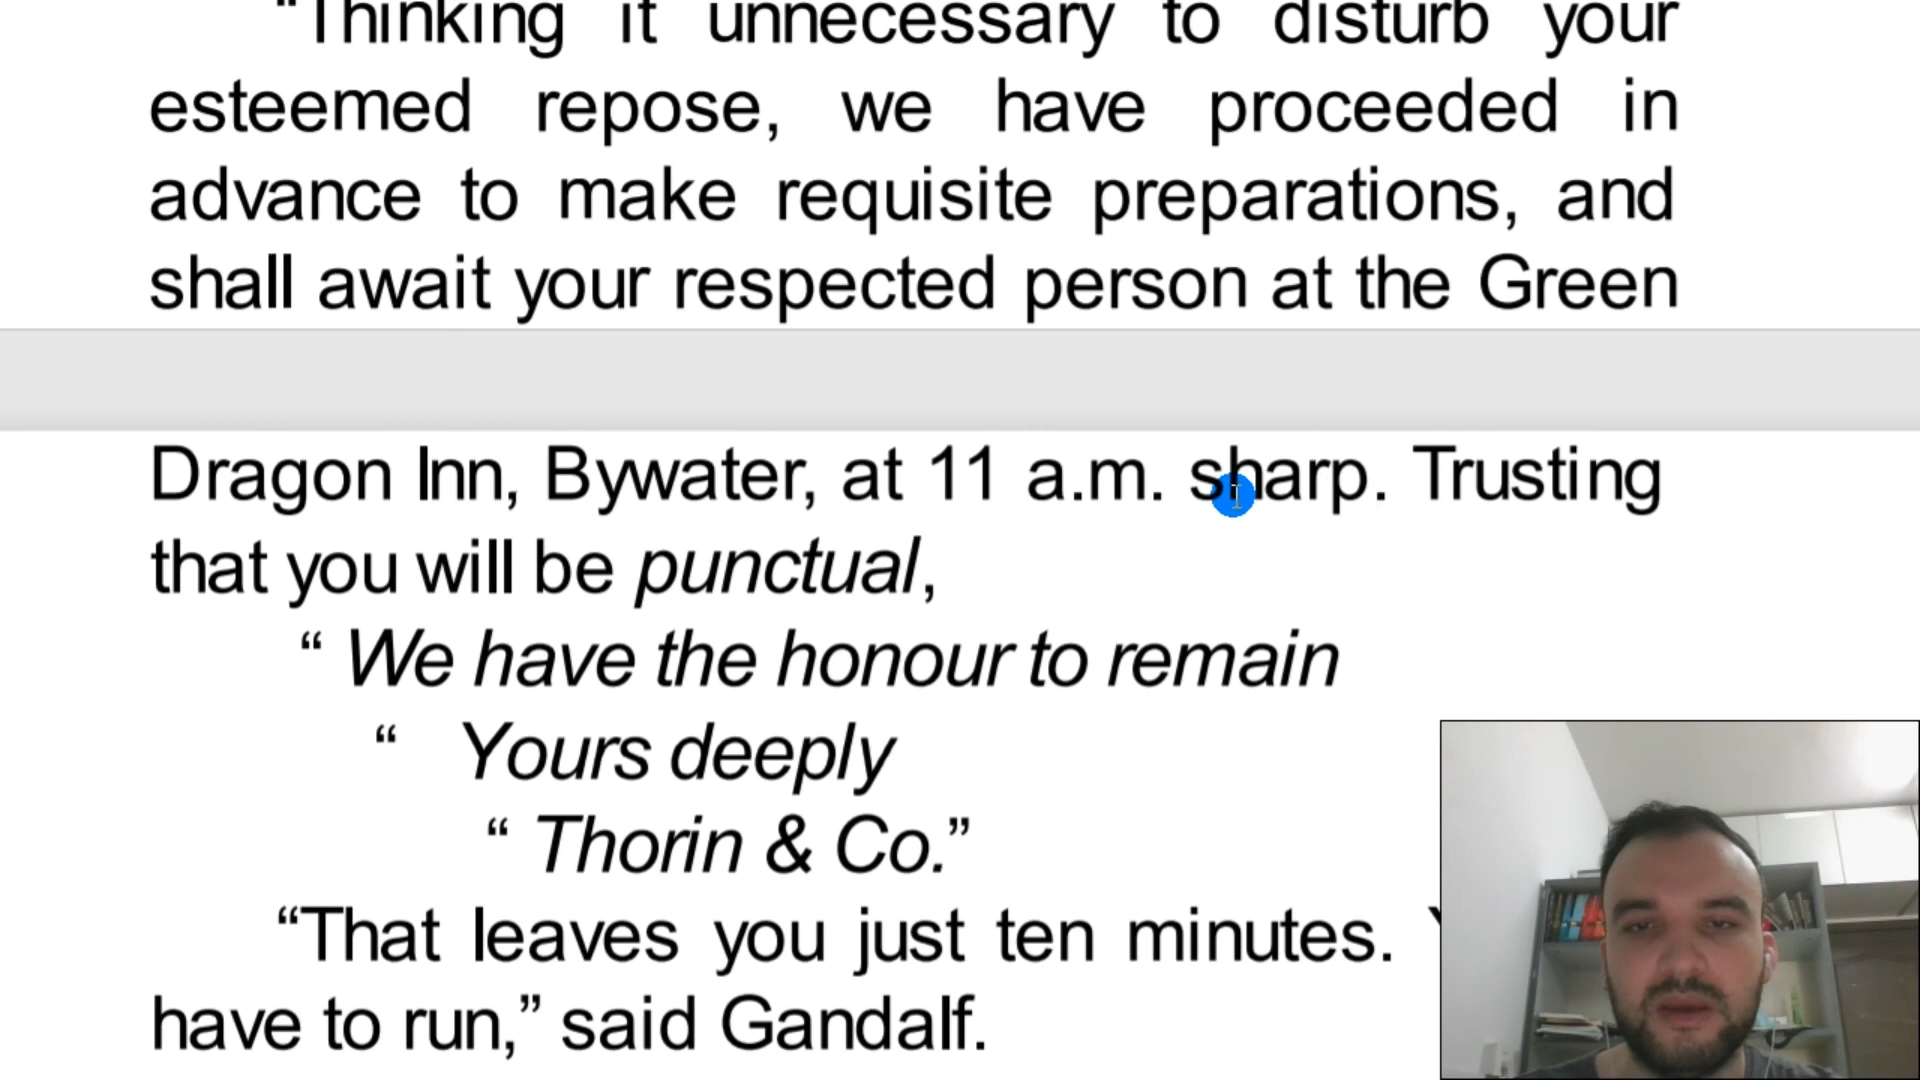 “Thinking it unnecessary to disturb your
esteemed repose, we have proceeded in
advance to make requisite preparations, and
shall await your respected person at the Green
Dragon Inn, Bywater, at 11 a.m. sharp. Trusting
that you will be punctual,
“ We have the honour to remain
“ Yours deeply
“ Thorin & Co.”
“That leaves you just ten minutes.
have to run,” said Gandalf.